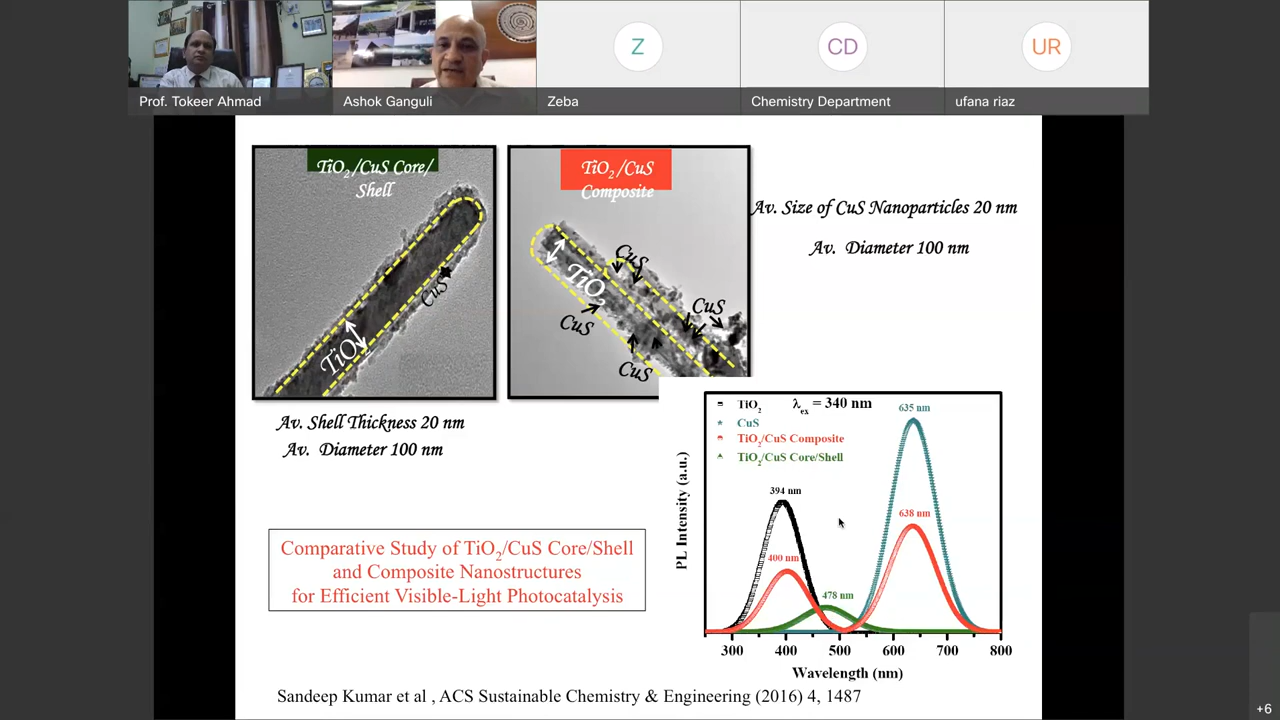 Z
CD
UR
Prof. Tokeer Ahmad
Ashok Ganguli
Zeba
Chemistry Department
ufana riaz
TiO2/CuS Core/
Shell
CuS
TiO2
TiO2/CuS
Composite
CuS
TiO2
CuS
CuS
CuS
Av. Size of CuS Nanoparticles 20 nm
Av. Diameter 100 nm
Av. Shell Thickness 20 nm
Av. Diameter 100 nm
Comparative Study of TiO2/CuS Core/Shell
and Composite Nanostructures
for Efficient Visible-Light Photocatalysis
TiO2
λex = 340 nm
CuS
TiO2/CuS Composite
TiO2/CuS Core/Shell
635 nm
394 nm
638 nm
400 nm
478 nm
PL Intensity (a.u.)
300 400 500 600 700 800
Wavelength (nm)
Sandeep Kumar et al , ACS Sustainable Chemistry & Engineering (2016) 4, 1487
+6